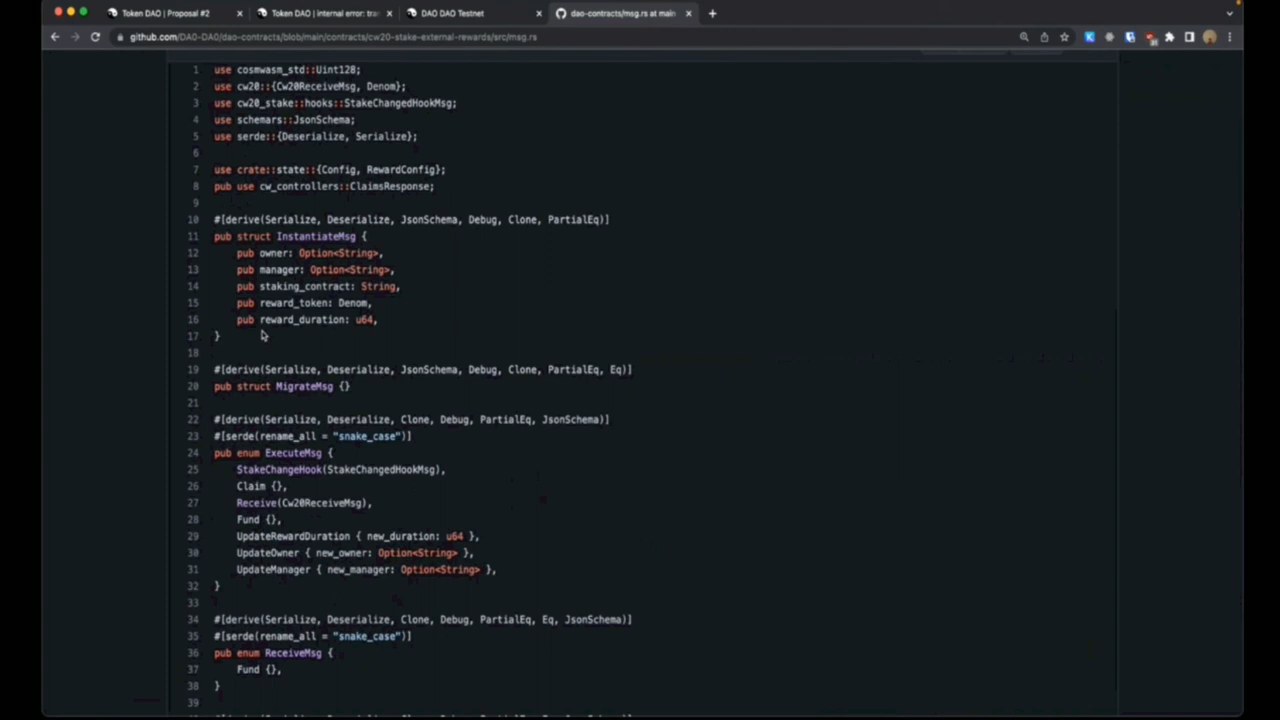 Token DAO | Proposal #2
Token DAO | internal error: tra
DAO DAO Testnet
dao-contracts/msg.rs at main
github.com/DA0-DA0/dao-contracts/blob/main/contracts/cw20-stake-external-rewards/src/msg.rs
1 use cosmwasm_std::Uint128;
2 use cw20::{Cw20ReceiveMsg, Denom};
3 use cw20_stake::hooks::StakeChangedHookMsg;
4 use schemars::JsonSchema;
5 use serde::{Deserialize, Serialize};
6
7 use crate::state::{Config, RewardConfig};
8 pub use cw_controllers::ClaimsResponse;
9
10 #[derive(Serialize, Deserialize, JsonSchema, Debug, Clone, PartialEq)]
11 pub struct InstantiateMsg {
12 pub owner: Option<String>,
13 pub manager: Option<String>,
14 pub staking_contract: String,
15 pub reward_token: Denom,
16 pub reward_duration: u64,
17 }
18
19 #[derive(Serialize, Deserialize, JsonSchema, Debug, Clone, PartialEq, Eq)]
20 pub struct MigrateMsg {}
21
22 #[derive(Serialize, Deserialize, Clone, Debug, PartialEq, JsonSchema)]
23 #[serde(rename_all = "snake_case")]
24 pub enum ExecuteMsg {
25 StakeChangeHook(StakeChangedHookMsg),
26 Claim {},
27 Receive(Cw20ReceiveMsg),
28 Fund {},
29 UpdateRewardDuration { new_duration: u64 },
30 UpdateOwner { new_owner: Option<String> },
31 UpdateManager { new_manager: Option<String> },
32 }
33
34 #[derive(Serialize, Deserialize, Clone, Debug, PartialEq, Eq, JsonSchema)]
35 #[serde(rename_all = "snake_case")]
36 pub enum ReceiveMsg {
37 Fund {},
38 }
39